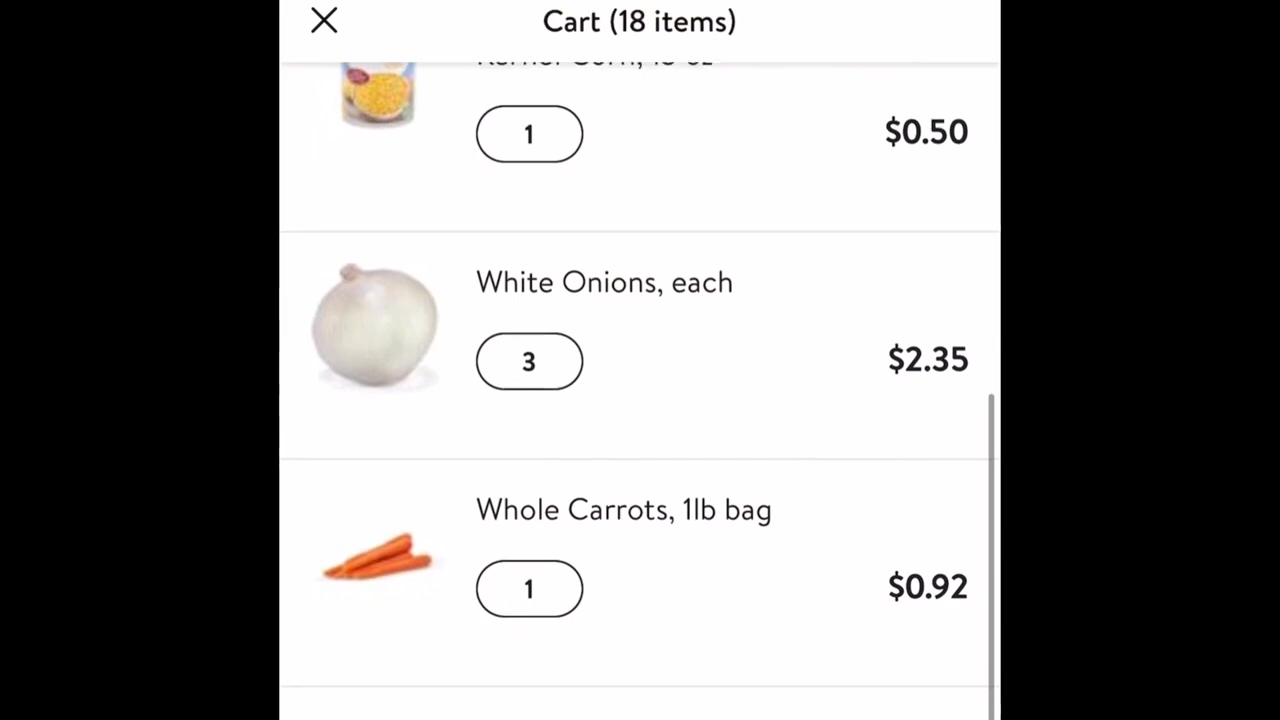 Cart (18 items)
1
$0.50
White Onions, each
3
$2.35
Whole Carrots, 1lb bag
1
$0.92